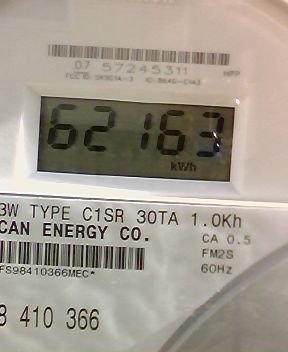 07 57245311 HPP
62163
kWh
3W TYPE C1SR 30TA 1.0Kh
CAN ENERGY CO. CA 0.5
FM2S
FS98410366MEC* 60Hz
8 410 366